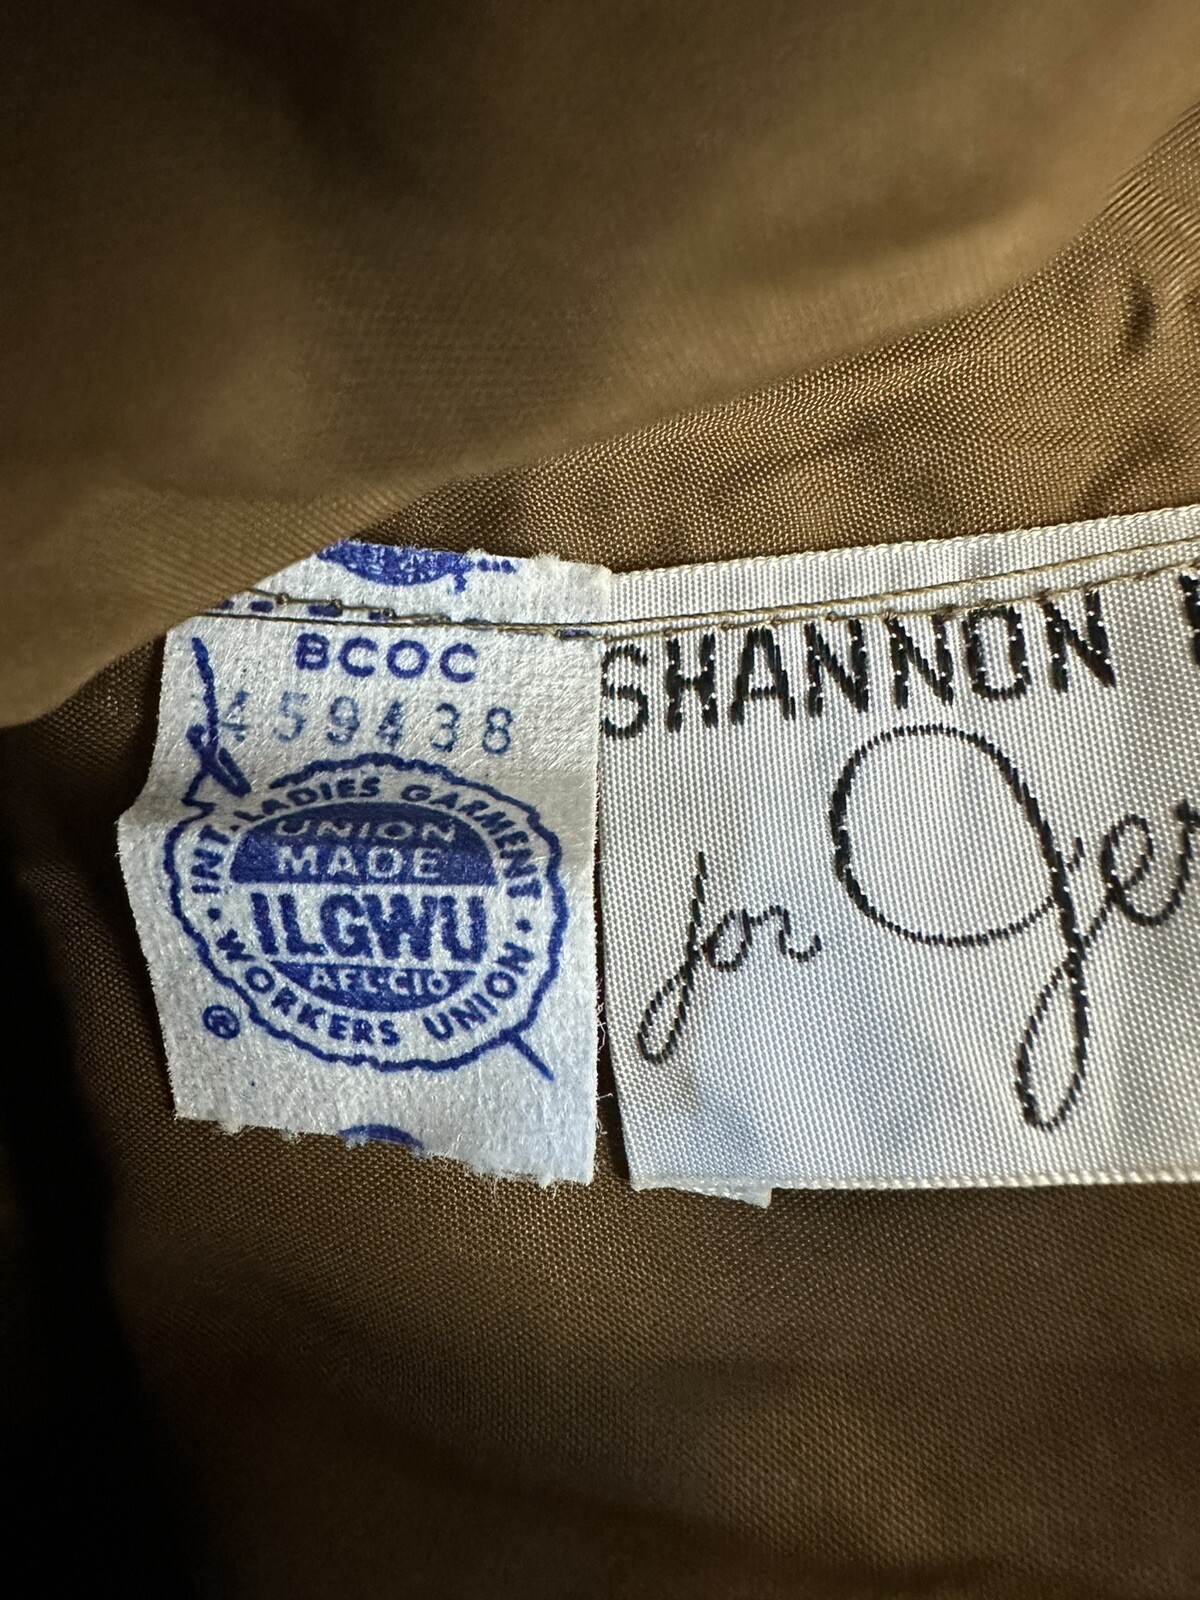 BCOC
459438
INT. LADIES GARMENT
UNION
MADE
ILGWU
AFL-CIO
WORKERS UNION
®
SHANNON
for